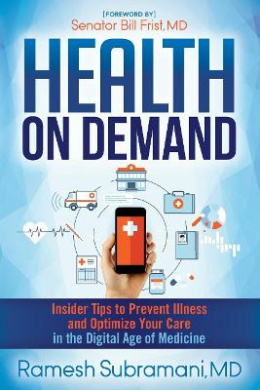 [FOREWORD BY]
Senator Bill Frist, MD
HEALTH
ON DEMAND
Insider Tips to Prevent Illness
and Optimize Your Care
in the Digital Age of Medicine
Ramesh Subramani, MD